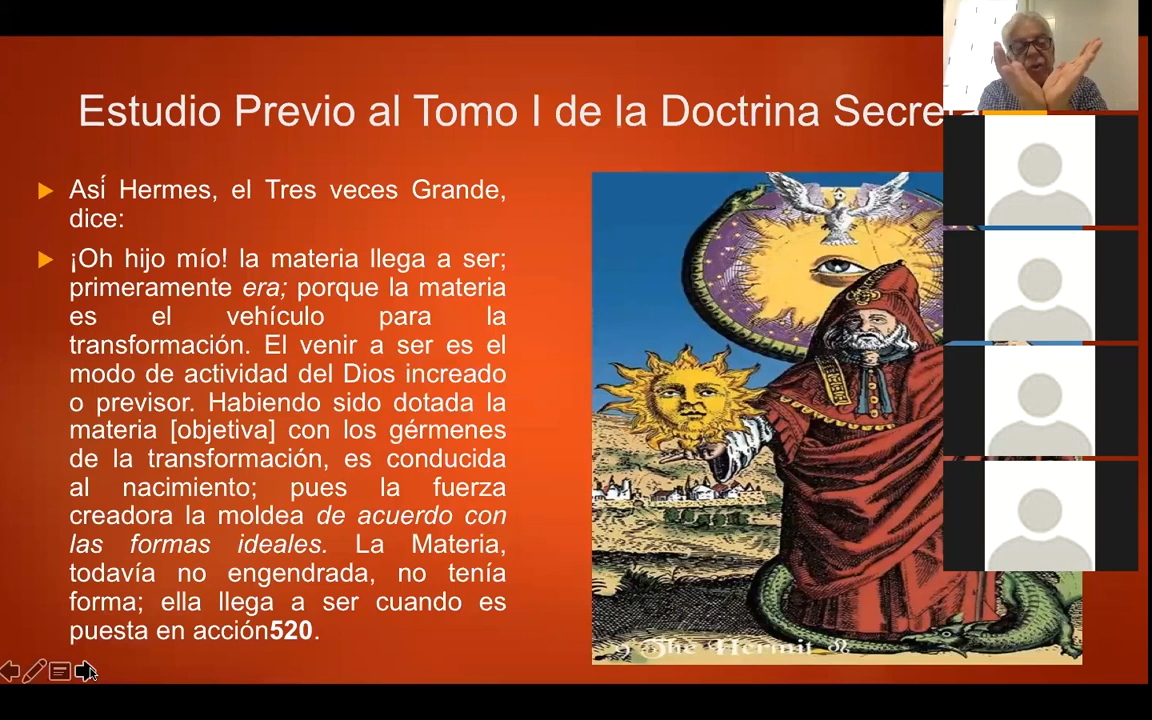 Estudio Previo al Tomo I de la Doctrina Secreta
Así Hermes, el Tres veces Grande,
dice:
¡Oh hijo mío! la materia llega a ser;
primeramente era; porque la materia
es el vehículo para la
transformación. El venir a ser es el
modo de actividad del Dios increado
o previsor. Habiendo sido dotada la
materia [objetiva] con los gérmenes
de la transformación, es conducida
al nacimiento; pues la fuerza
creadora la moldea de acuerdo con
las formas ideales. La Materia,
todavía no engendrada, no tenía
forma; ella llega a ser cuando es
puesta en acción520.
The Hermit